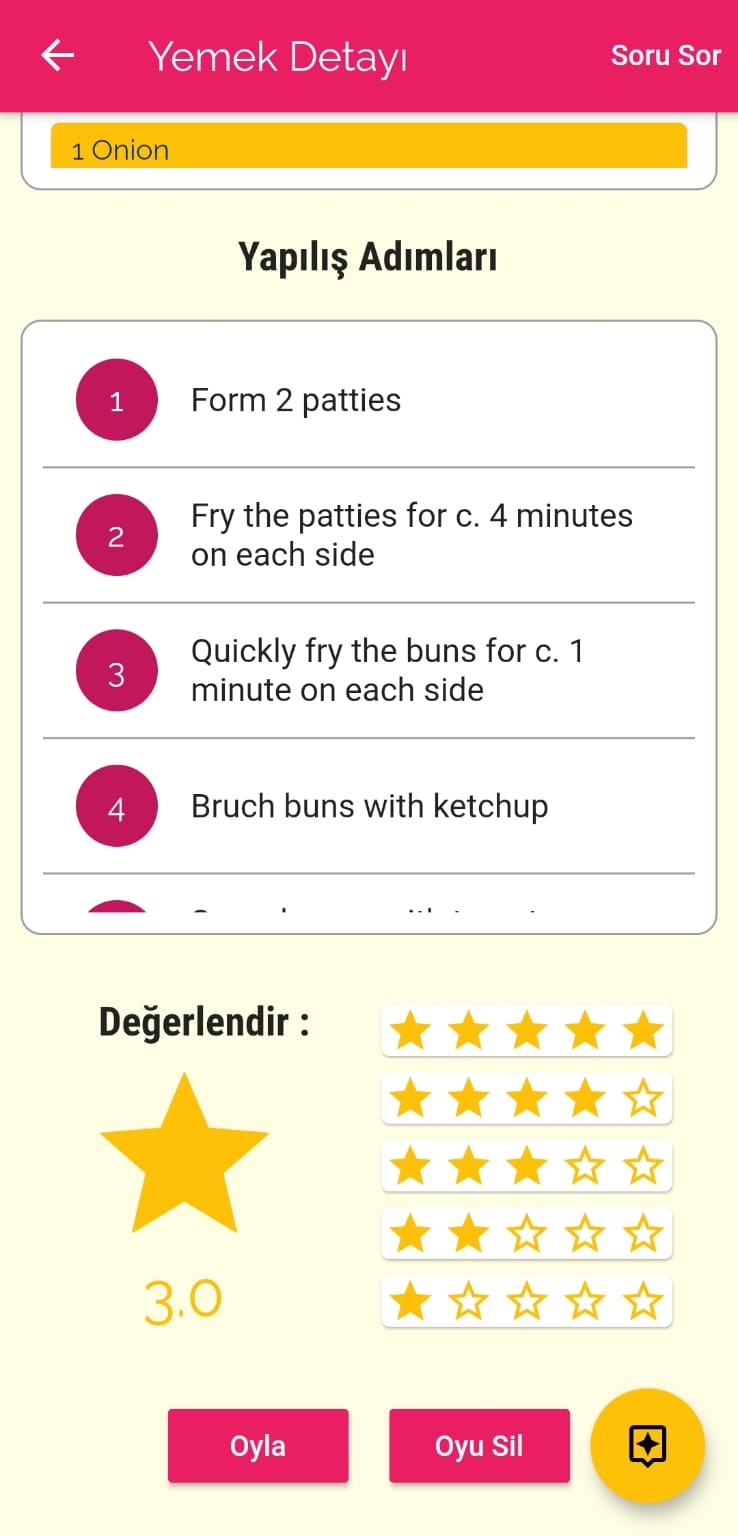 Yemek Detayı
Soru Sor
1 Onion
Yapılış Adımları
1
Form 2 patties
2
Fry the patties for c. 4 minutes
on each side
3
Quickly fry the buns for c. 1
minute on each side
4
Bruch buns with ketchup
Değerlendir :
3.0
Oyla
Oyu Sil